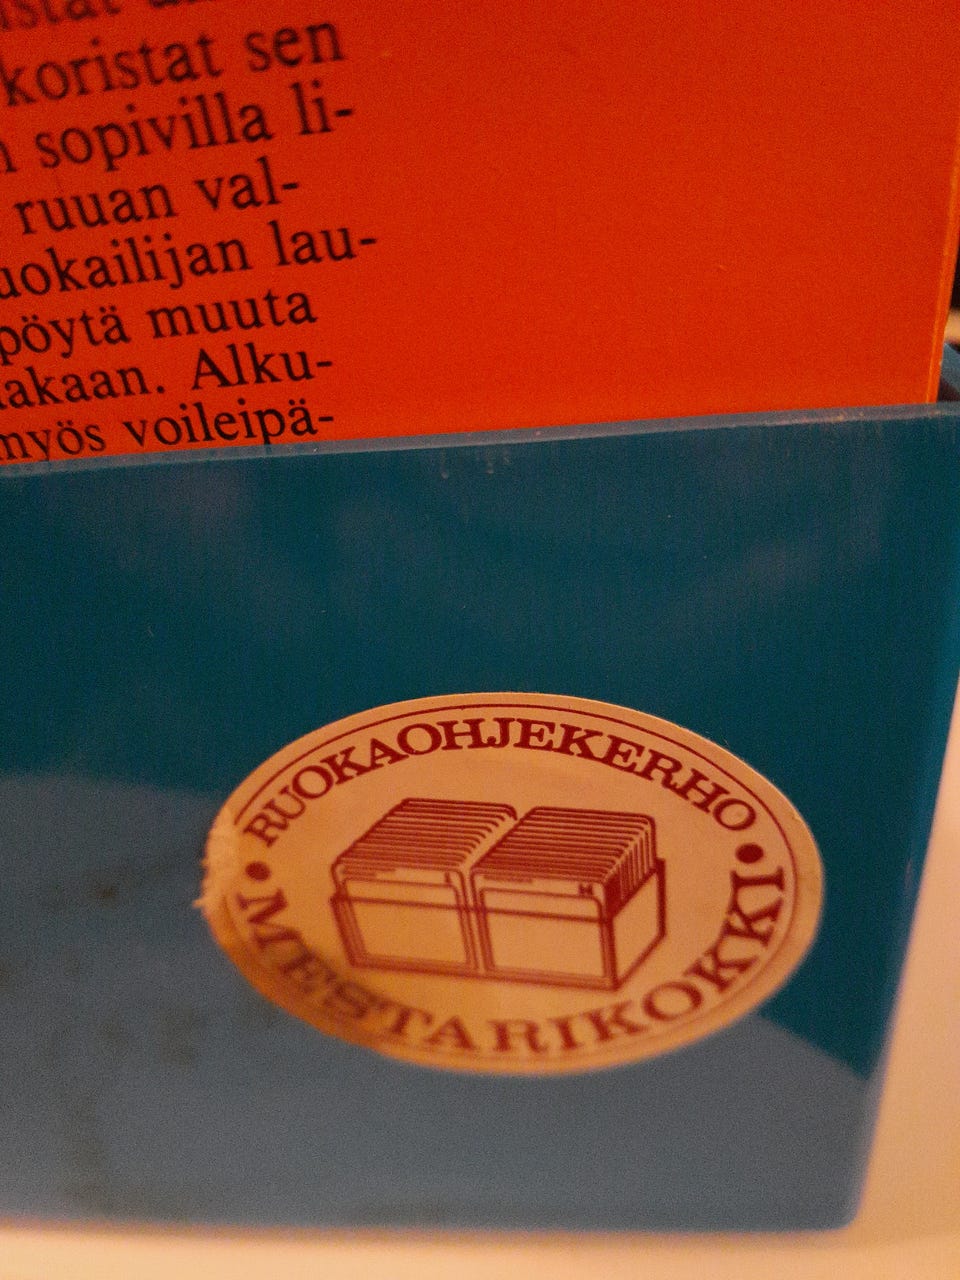 koristat sen
sopivilla li-
ruuan val-
uokailijan lau-
pöytä muuta
akaan. Alku-
myös voileipä-
RUOKAOHJEKERHO
MESTARIKOKKI